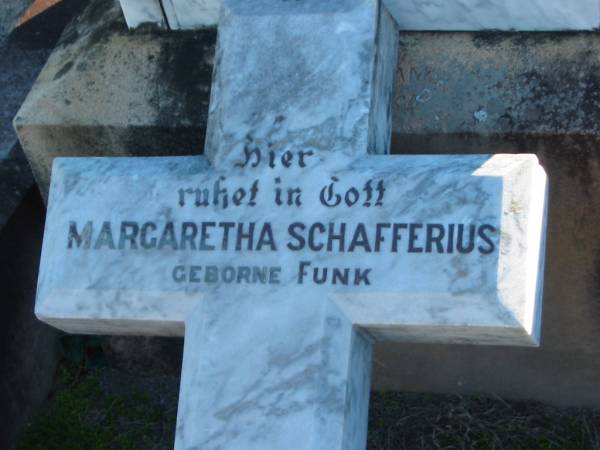 Hier
ruhet in Gott
MARGARETHA SCHAFFERIUS
GEBORNE FUNK